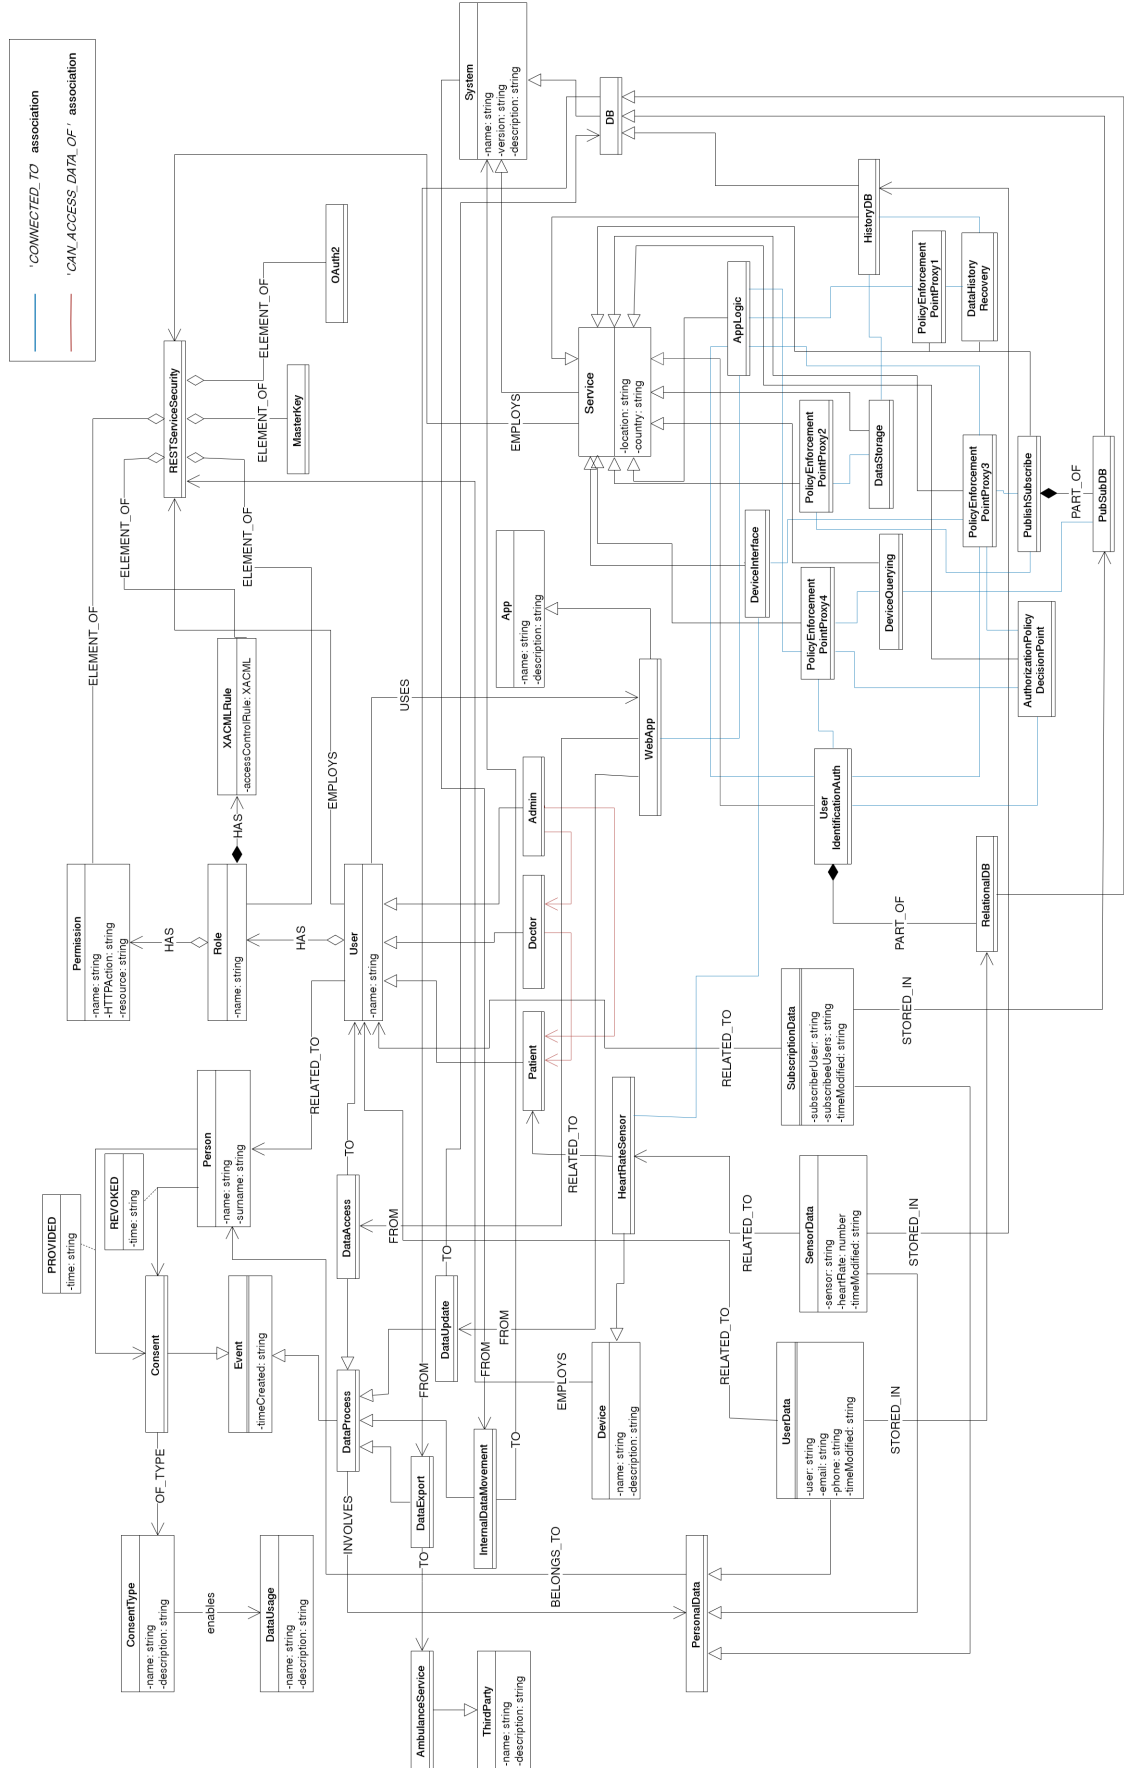 'CONNECTED_TO association
'CAN_ACCESS_DATA_OF' association
System
-name: string
-version: string
-description: string
DB
RESTServiceSecurity
OAuth2
MasterKey
ELEMENT_OF
ELEMENT_OF
ELEMENT_OF
ELEMENT_OF
ELEMENT_OF
EMPLOYS
EMPLOYS
Service
-location: string
-country: string
HistoryDB
AppLogic
PolicyEnforcement
PointProxy1
DataHistory
Recovery
PolicyEnforcement
PointProxy2
DataStorage
PolicyEnforcement
PointProxy3
PublishSubscribe
PART_OF
PubSubDB
DeviceInterface
PolicyEnforcement
PointProxy4
DeviceQuerying
AuthorizationPolicy
DecisionPoint
User
IdentificationAuth
PART_OF
RelationalDB
App
-name: string
-description: string
WebApp
USES
XACMLRule
-accessControlRule: XACML
HAS
Permission
-name: string
-HTTPAction: string
-resource: string
HAS
Role
-name: string
HAS
User
-name: string
Admin
Doctor
Patient
RELATED_TO
Person
-name: string
-surname: string
REVOKED
-time: string
PROVIDED
-time: string
Consent
Event
-timeCreated: string
OF_TYPE
ConsentType
-name: string
-description: string
enables
DataUsage
-name: string
-description: string
TO
DataAccess
FROM
DataProcess
INVOLVES
DataUpdate
TO
FROM
DataExport
FROM
TO
InternalDataMovement
FROM
TO
AmbulanceService
ThirdParty
-name: string
-description: string
HeartRateSensor
RELATED_TO
Device
-name: string
-description: string
EMPLOYS
BELONGS_TO
PersonalData
SubscriptionData
-subscriberUser: string
-subscribeeUsers: string
-timeModified: string
RELATED_TO
STORED_IN
SensorData
-sensor: string
-heartRate: number
-timeModified: string
RELATED_TO
STORED_IN
UserData
-user: string
-email: string
-phone: string
-timeModified: string
RELATED_TO
STORED_IN